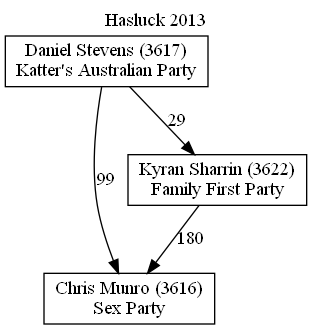 Hasluck 2013
Daniel Stevens (3617)
Katter's Australian Party
29
Kyran Sharrin (3622)
Family First Party
99
180
Chris Munro (3616)
Sex Party